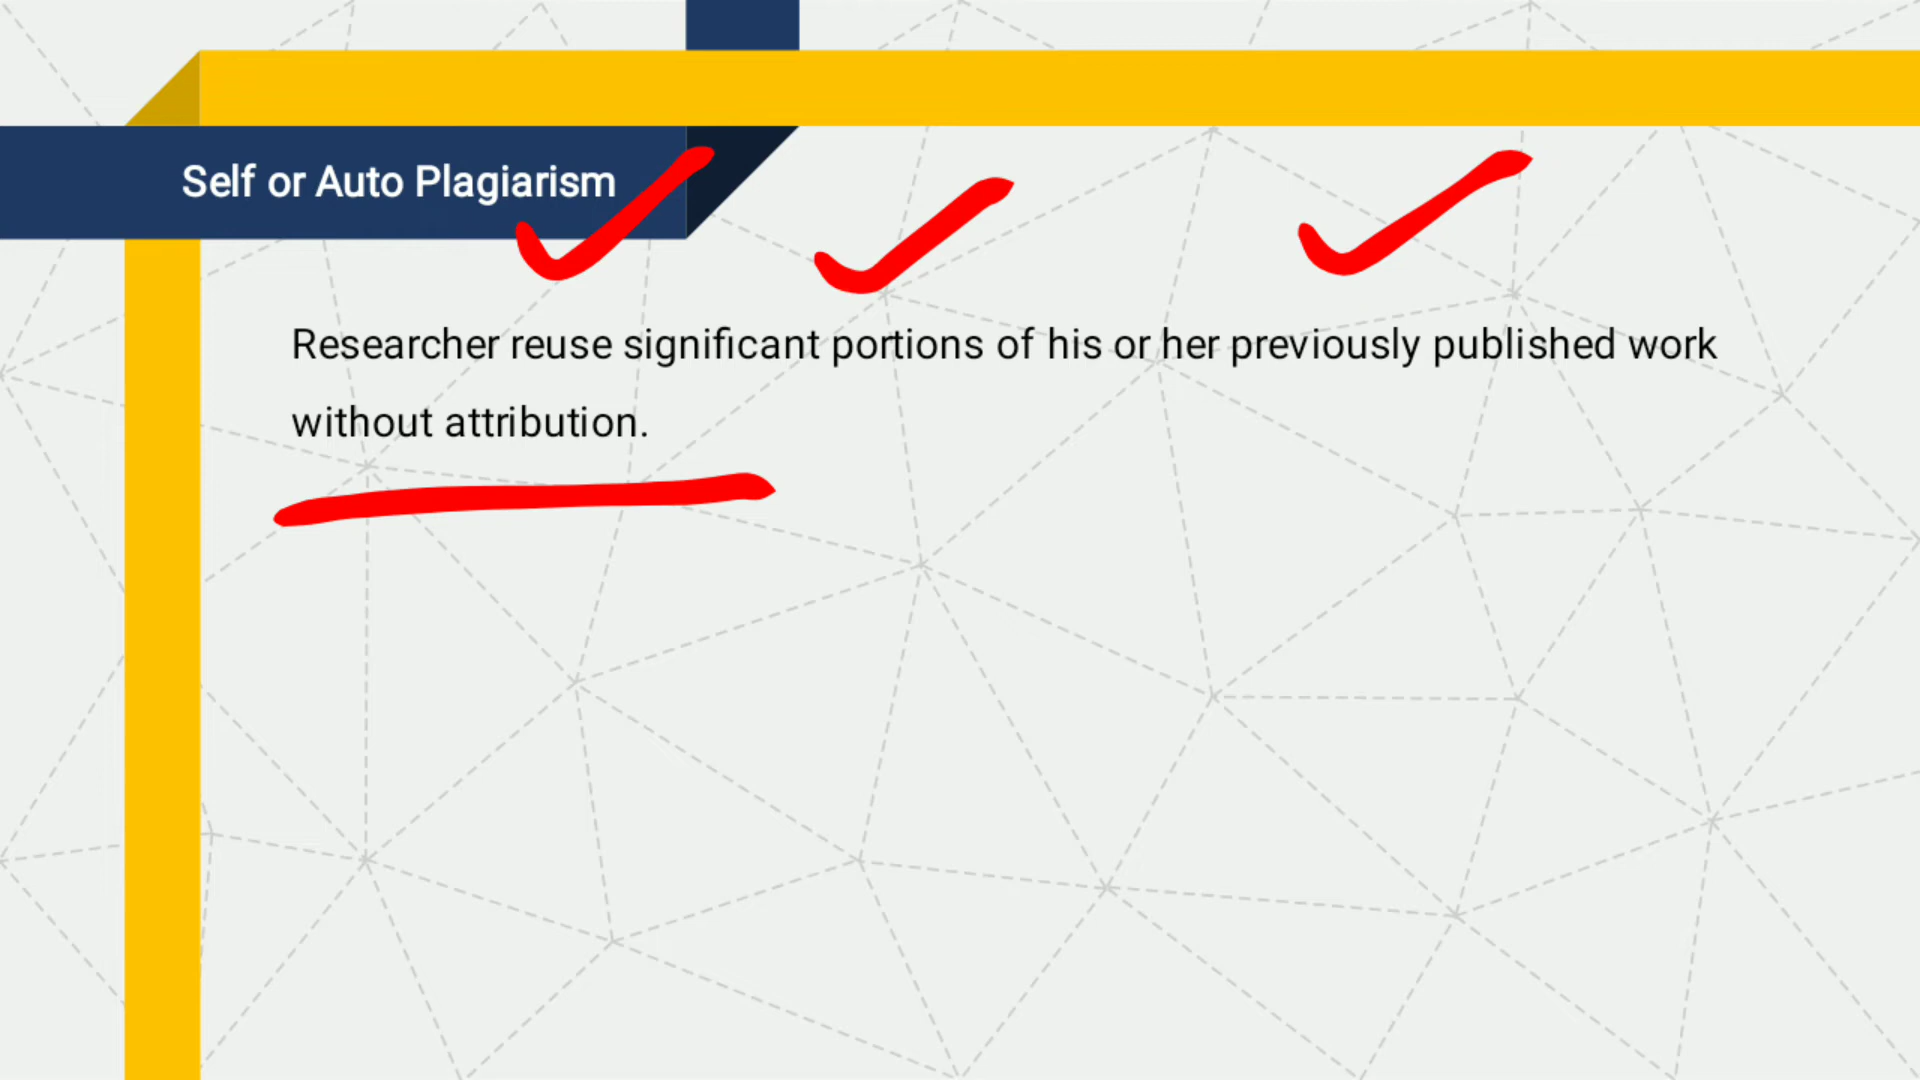 Self or Auto Plagiarism
Researcher reuse significant portions of his or her previously published work
without attribution.